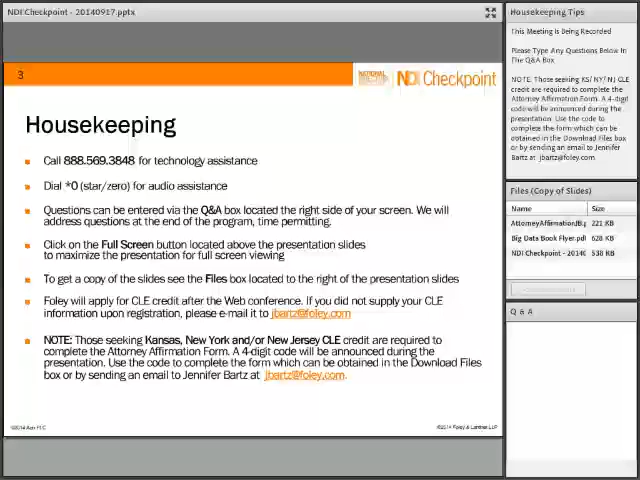 NDI Checkpoint - 20140917.pptx
3
NATIONAL
NDI Checkpoint
Housekeeping
Call 888.569.3848 for technology assistance
Dial *0 (star/zero) for audio assistance
Questions can be entered via the Q&A box located the right side of your screen. We will
address questions at the end of the program, time permitting.
Click on the Full Screen button located above the presentation slides
to maximize the presentation for full screen viewing
To get a copy of the slides see the Files box located to the right of the presentation slides
Foley will apply for CLE credit after the Web conference. If you did not supply your CLE
information upon registration, please e-mail it to jbartz@foley.com
NOTE: Those seeking Kansas, New York and/or New Jersey CLE credit are required to
complete the Attorney Affirmation Form. A 4-digit code will be announced during the
presentation. Use the code to complete the form which can be obtained in the Download Files
box or by sending an email to Jennifer Bartz at jbartz@foley.com.
©2014 Foley & Lardner LLP
Housekeeping Tips
This Meeting Is Being Recorded
Please Type Any Questions Below In
The Q&A Box
NOTE: Those seeking KS/ NY/ NJ CLE
credit are required to complete the
Attorney Affirmation Form. A 4-digit
code will be announced during the
presentation. Use the code to
complete the form which can be
obtained in the Download Files box
or by sending an email to Jennifer
Bartz at jbartz@foley.com
Files (Copy of Slides)
Name Size
221 KB
Big Data Book Flyer.pdf 628 KB
NDI Checkpoint - 2014 538 KB
Q & A